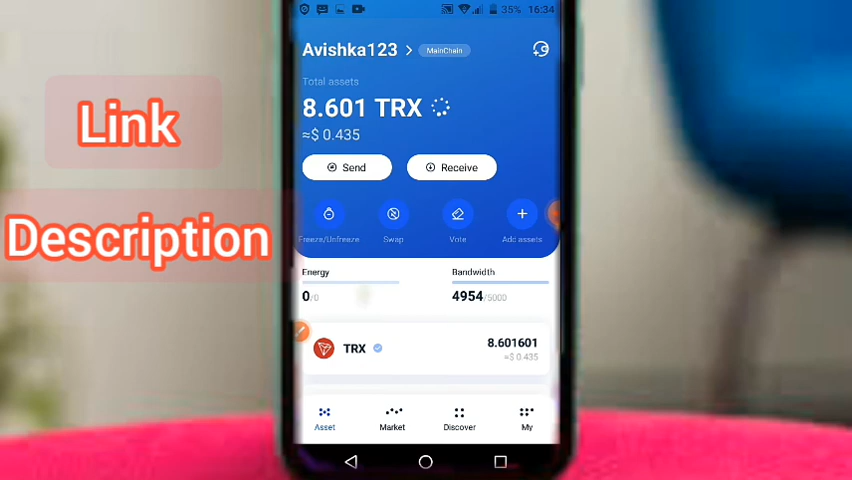 35% 16:34
Avishka123 > MainChain
Total assets
8.601 TRX
≈$ 0.435
Send Receive
Freeze/Unfreeze Swap Vote Add assets
Energy Bandwidth
0/0 4954/5000
TRX 8.601601
≈$ 0.435
Asset Market Discover My
Link
Description